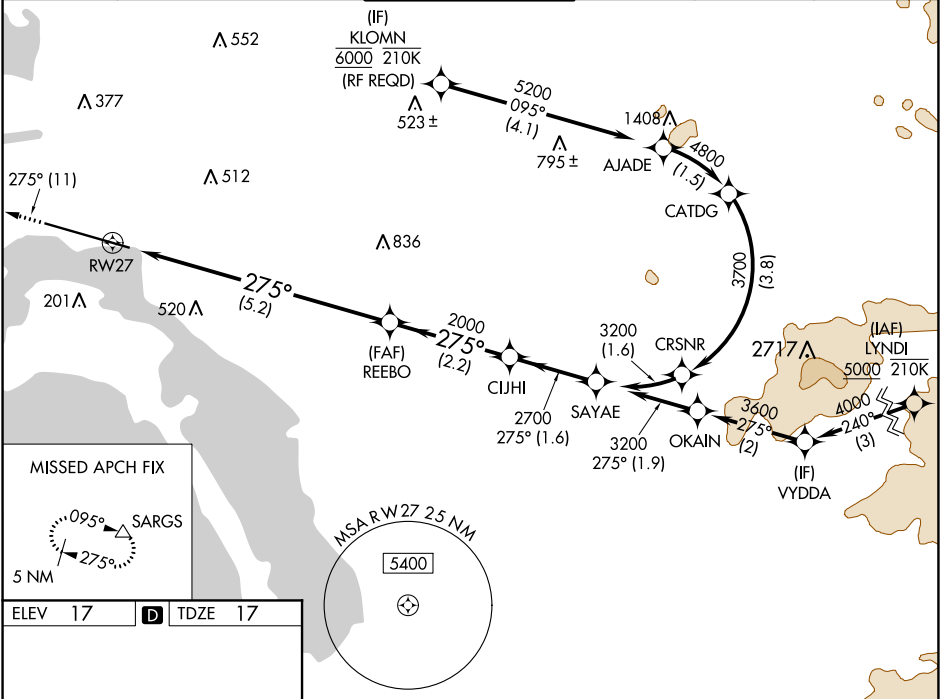 552
377
512
275° (11)
RW27
201
520
836
(IF)
KLOMN
6000 210K
(RF REQD)
523 ±
5200
095°
(4.1)
795 ±
1408
AJADE
4800
(1.5)
CATDG
3700
(3.8)
275°
(5.2)
(FAF)
REEBO
2000
275°
(2.2)
CIJHI
2700
275° (1.6)
SAYAE
3200
(1.6)
CRSNR
3200
275° (1.9)
OKAIN
3600
275°
(2)
(IF)
VYDDA
4000
240°
(3)
2717
(IAF)
LYNDI
5000 210K
MISSED APCH FIX
095°
SARGS
275°
5 NM
MSA RW27 25 NM
5400
ELEV 17 D TDZE 17